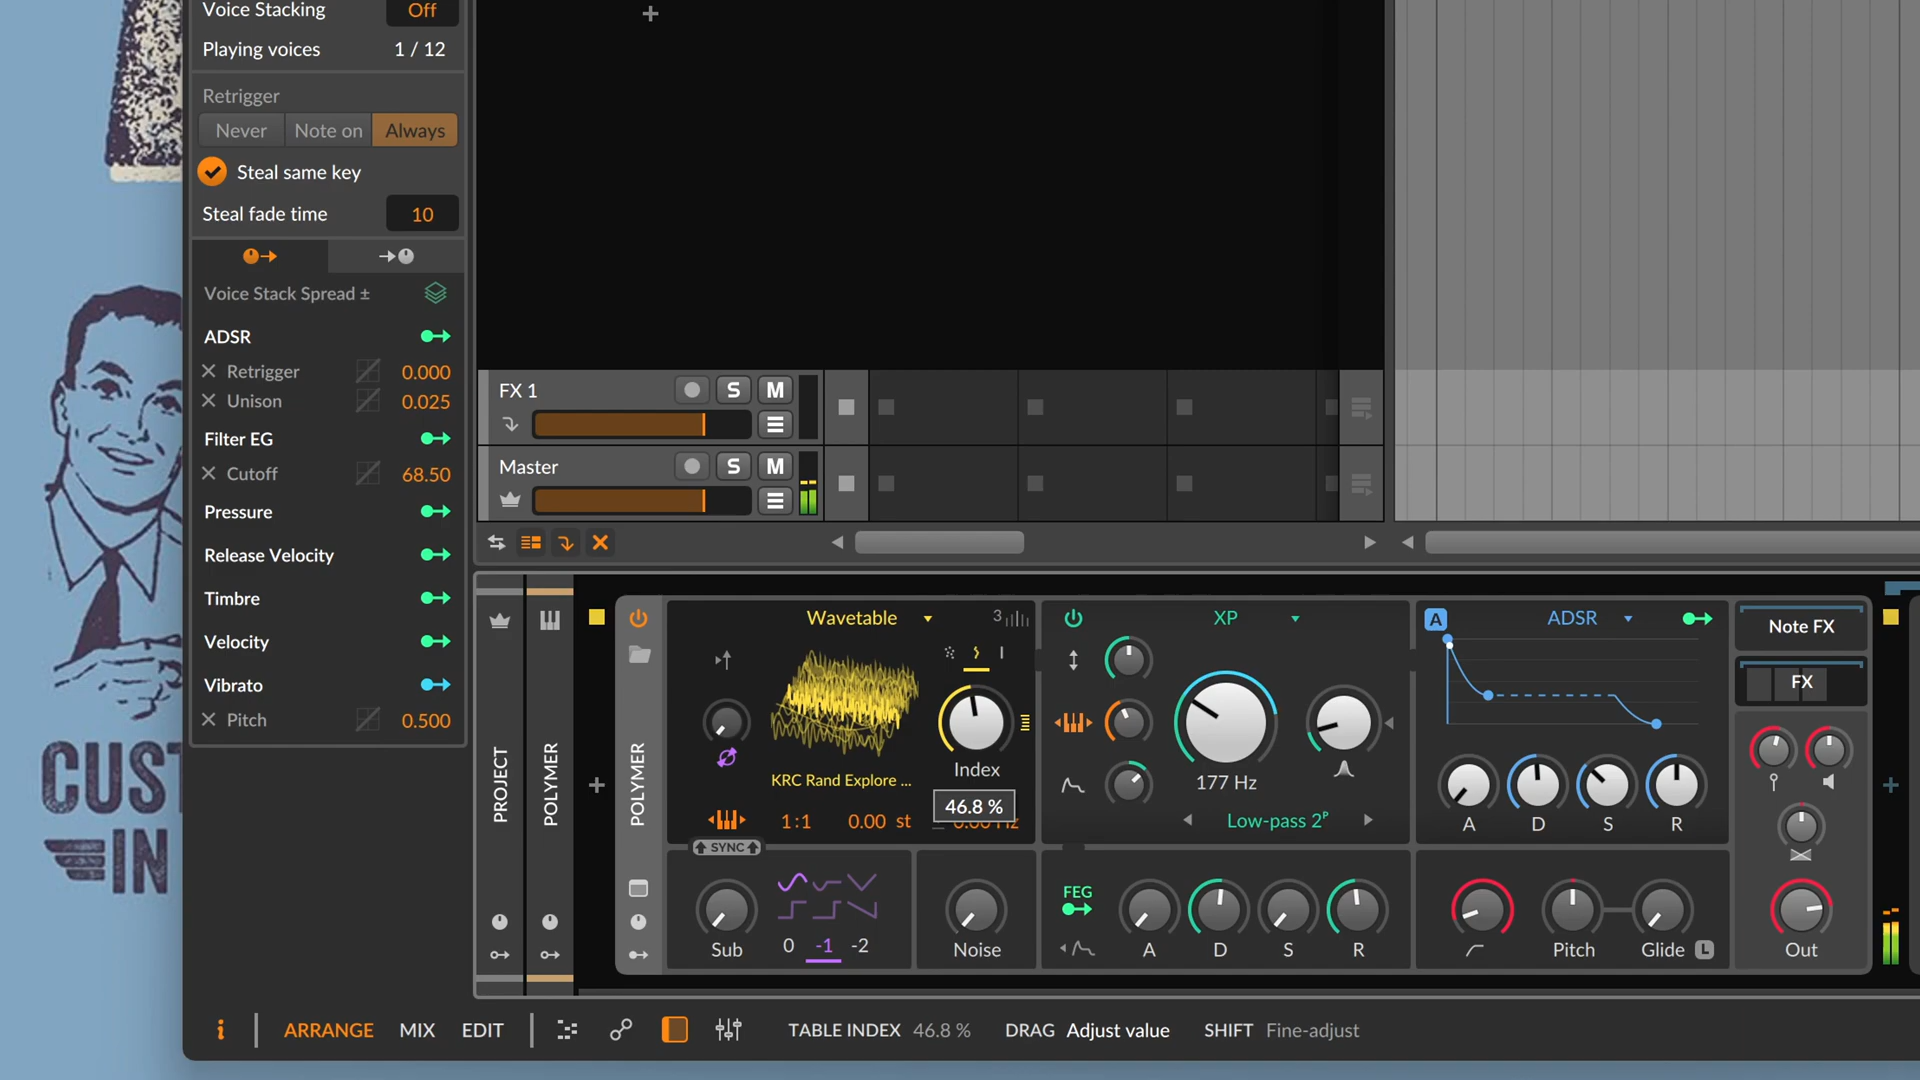 Voice Stacking Off
Playing voices 1 / 12
Retrigger
Never Note on Always
Steal same key
Steal fade time 10
Voice Stack Spread ±
ADSR
Retrigger 0.000
Unison 0.025
Filter EG
Cutoff 68.50
Pressure
Release Velocity
Timbre
Velocity
Vibrato
Pitch 0.500
FX 1 S M
Master S M
PROJECT
POLYMER
POLYMER
Wavetable 3
KRC Rand Explore ...
Index
46.8 %
1:1 0.00 st
SYNC
Sub 0 -1 -2
Noise
XP
177 Hz
Low-pass 2ᴾ
FEG
A D S R
A ADSR
A D S R
Pitch Glide L
Note FX
FX
Out
CUST
IN
i ARRANGE MIX EDIT TABLE INDEX 46.8 % DRAG Adjust value SHIFT Fine-adjust